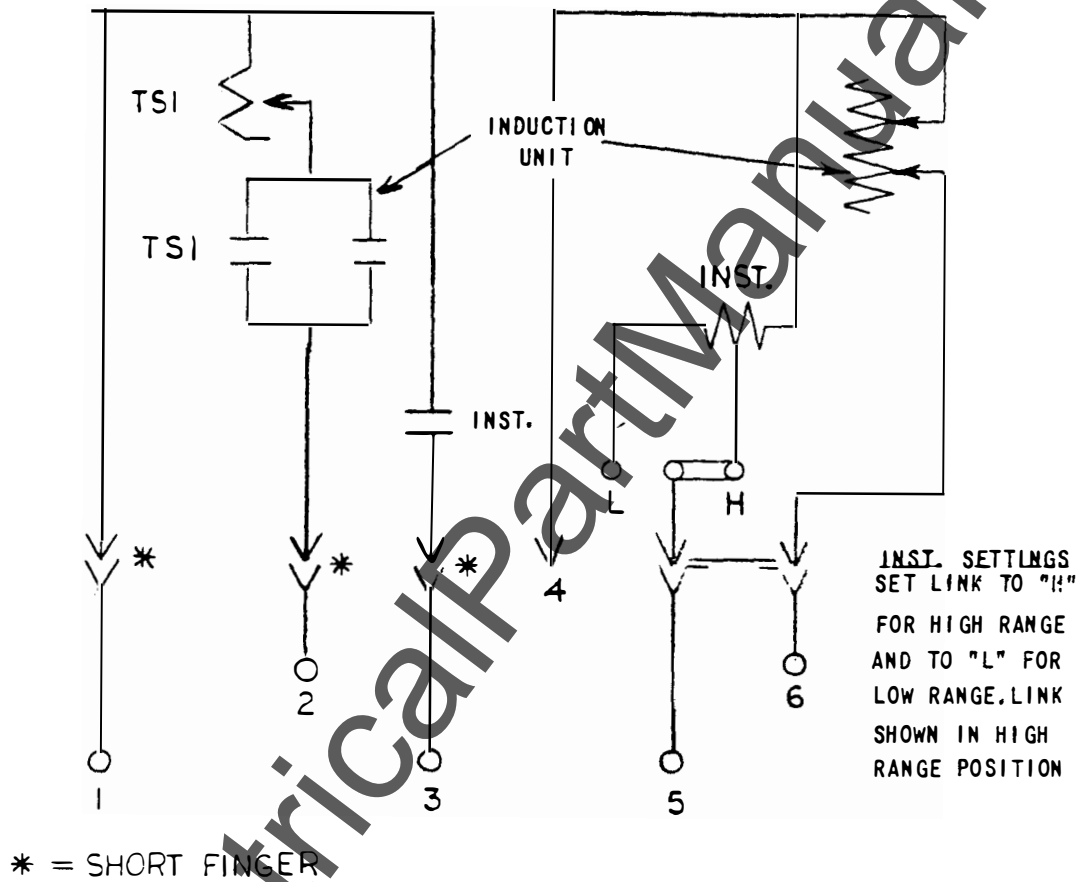 TSI
INDUCTION
UNIT
TSI
INST.
INST.
L
H
4
INST. SETTINGS
SET LINK TO "H"
FOR HIGH RANGE
AND TO "L" FOR
LOW RANGE. LINK
SHOWN IN HIGH
RANGE POSITION
2
6
1
3
5
* = SHORT FINGER
tricalPartManual